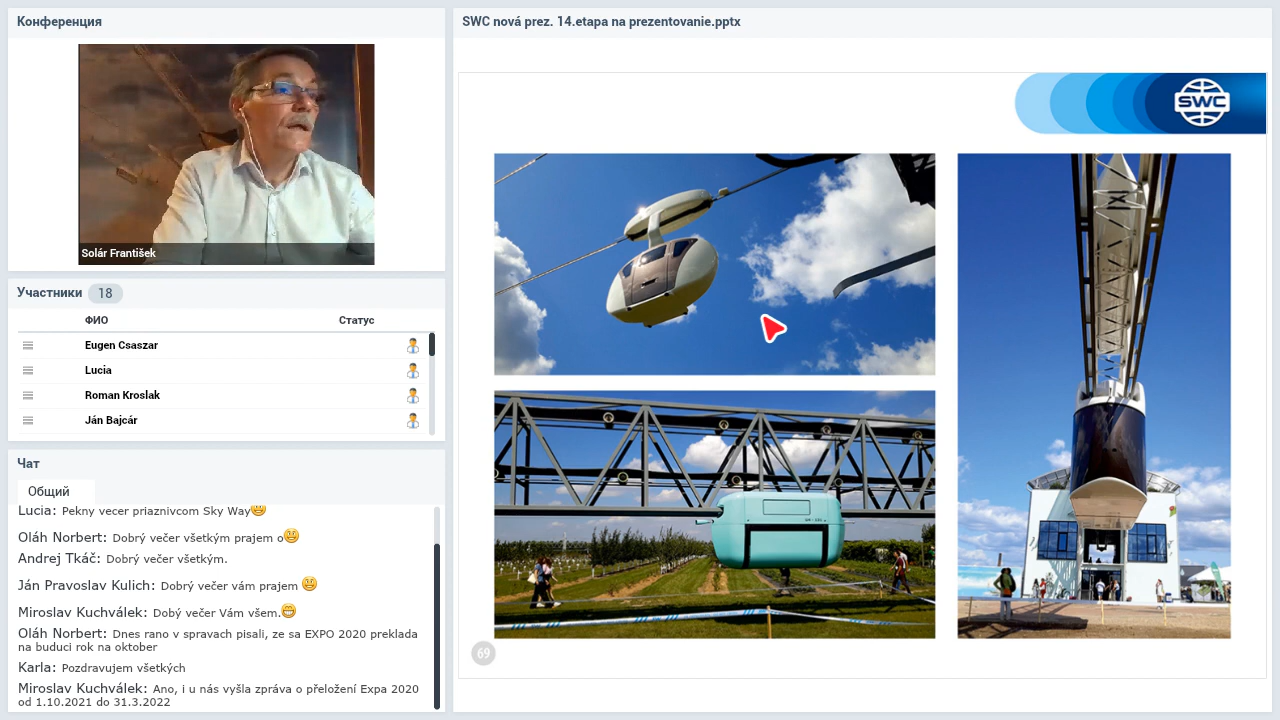 Конференция
Solár František
Участники 18
ФИО Статус
Eugen Csaszar
Lucia
Roman Kroslak
Ján Bajcár
Чат
Общий
Lucia: Pekny vecer priaznivcom Sky Way
Oláh Norbert: Dobrý večer všetkým prajem o
Andrej Tkáč: Dobrý večer všetkým.
Ján Pravoslav Kulich: Dobrý večer vám prajem
Miroslav Kuchválek: Dobý večer Vám všem.
Oláh Norbert: Dnes rano v spravach pisali, ze sa EXPO 2020 preklada
na buduci rok na oktober
Karla: Pozdravujem všetkých
Miroslav Kuchválek: Ano, i u nás vyšla zpráva o přeložení Expa 2020
od 1.10.2021 do 31.3.2022
SWC nová prez. 14.etapa na prezentovanie.pptx
SWC
69